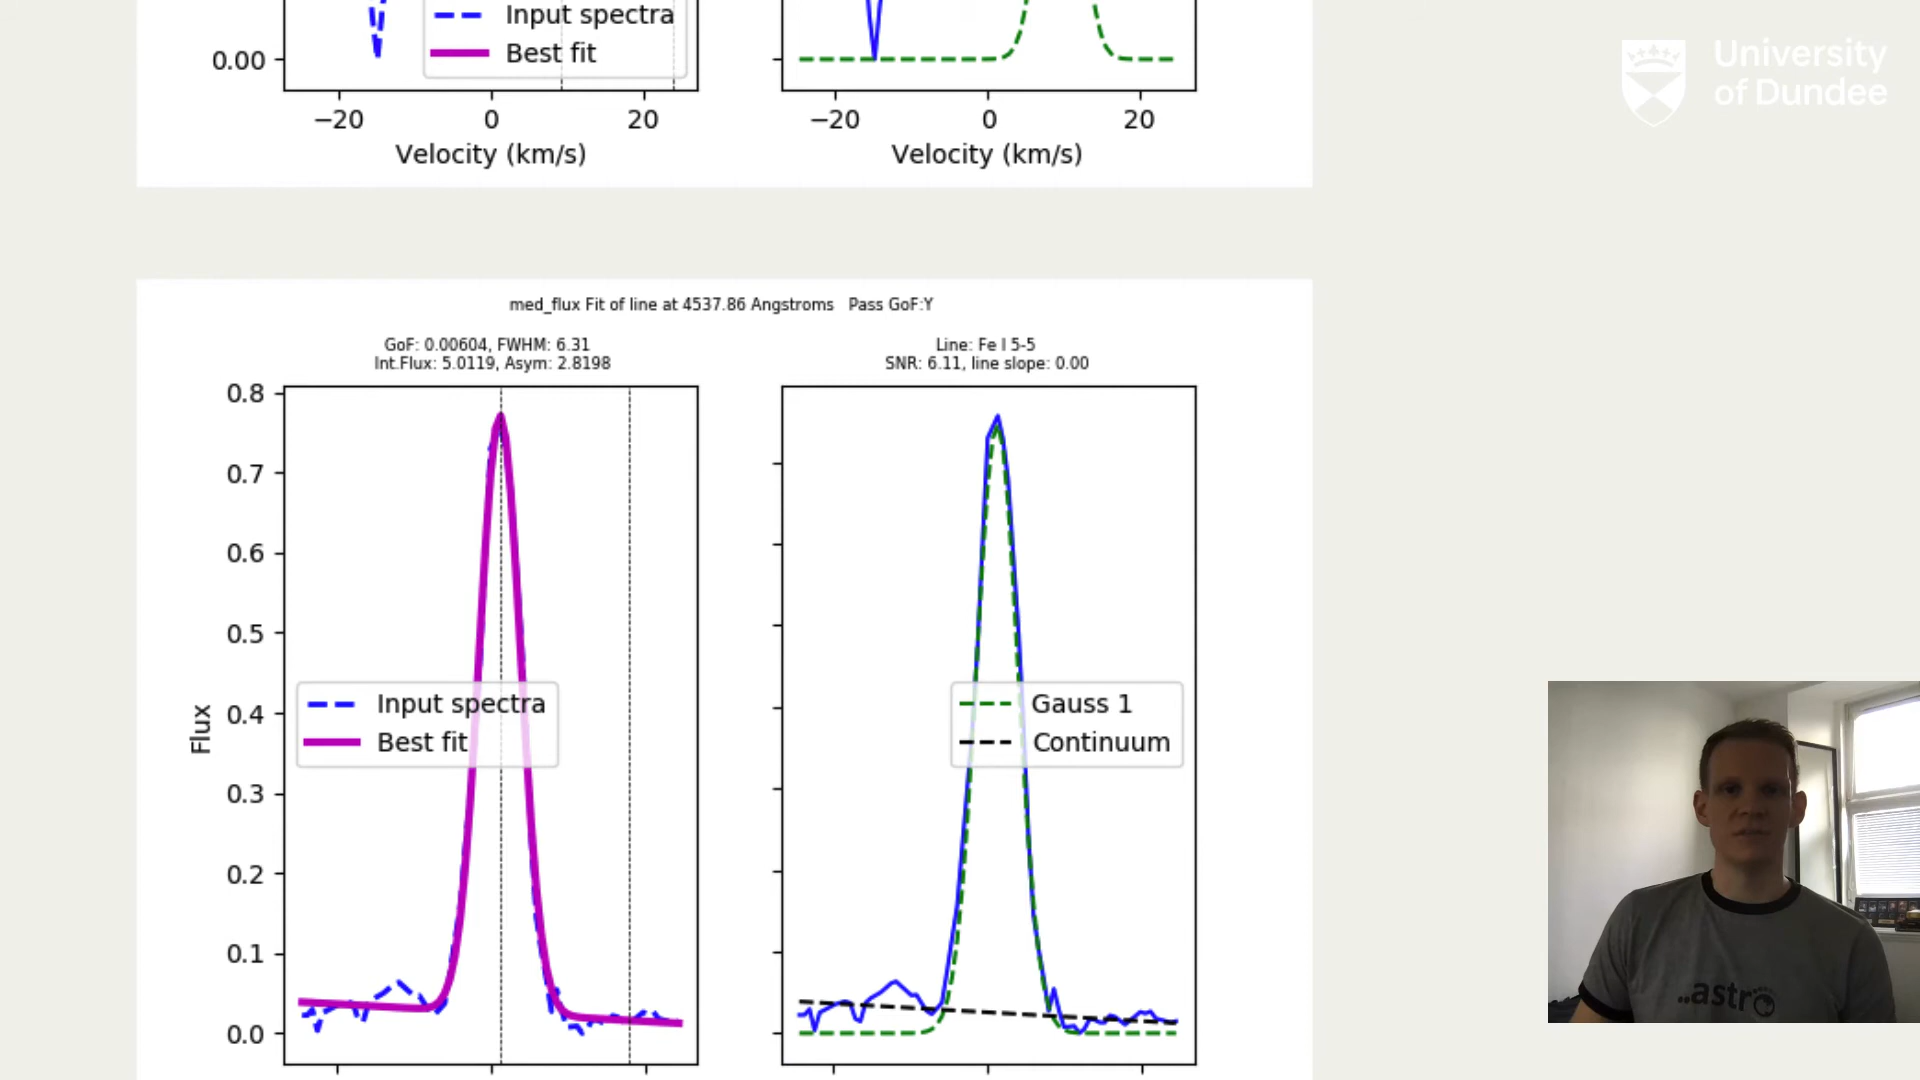 Input spectra
Best fit
0.00
−20 0 20
Velocity (km/s)
−20 0 20
Velocity (km/s)
University
of Dundee
med_flux Fit of line at 4537.86 Angstroms Pass GoF:Y
GoF: 0.00604, FWHM: 6.31
Int.Flux: 5.0119, Asym: 2.8198
Line: Fe I 5-5
SNR: 6.11, line slope: 0.00
0.8
0.7
0.6
0.5
0.4
0.3
0.2
0.1
0.0
Flux
Input spectra
Best fit
Gauss 1
Continuum
..astro